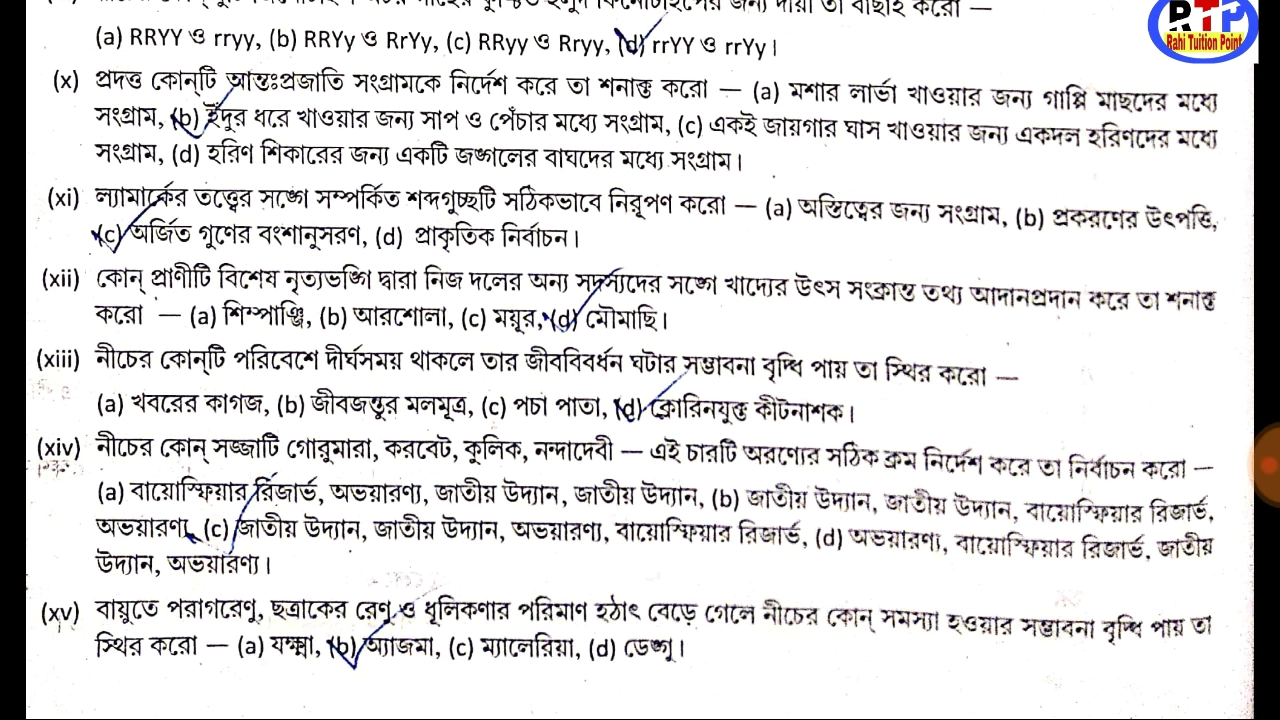 (a) RRYY ও rryy, (b) RRYy ও RrYy, (c) RRyy ও Rryy, (d) rrYY ও rrYy।
RTP
Rahi Tuition Point
(x) প্রদত্ত কোন্‌টি আন্তঃপ্রজাতি সংগ্রামকে নির্দেশ করে তা শনাক্ত করো — (a) মশার লার্ভা খাওয়ার জন্য গাপ্পি মাছদের মধ্যে
সংগ্রাম, (b) ইঁদুর ধরে খাওয়ার জন্য সাপ ও পেঁচার মধ্যে সংগ্রাম, (c) একই জায়গার ঘাস খাওয়ার জন্য একদল হরিণদের মধ্যে
সংগ্রাম, (d) হরিণ শিকারের জন্য একটি জঙ্গলের বাঘদের মধ্যে সংগ্রাম।
(xi) ল্যামার্কের তত্ত্বের সঙ্গে সম্পর্কিত শব্দগুচ্ছটি সঠিকভাবে নিরূপণ করো — (a) অস্তিত্বের জন্য সংগ্রাম, (b) প্রকরণের উৎপত্তি,
(c) অর্জিত গুণের বংশানুসরণ, (d) প্রাকৃতিক নির্বাচন।
(xii) কোন্ প্রাণীটি বিশেষ নৃত্যভঙ্গি দ্বারা নিজ দলের অন্য সদস্যদের সঙ্গে খাদ্যের উৎস সংক্রান্ত তথ্য আদানপ্রদান করে তা শনাক্ত
করো — (a) শিম্পাঞ্জি, (b) আরশোলা, (c) ময়ূর, (d) মৌমাছি।
(xiii) নীচের কোন্‌টি পরিবেশে দীর্ঘসময় থাকলে তার জীববিবর্ধন ঘটার সম্ভাবনা বৃদ্ধি পায় তা স্থির করো —
(a) খবরের কাগজ, (b) জীবজন্তুর মলমূত্র, (c) পচা পাতা, (d) ক্লোরিনযুক্ত কীটনাশক।
(xiv) নীচের কোন্ সজ্জাটি গোরুমারা, করবেট, কুলিক, নন্দাদেবী — এই চারটি অরণ্যের সঠিক ক্রম নির্দেশ করে তা নির্বাচন করো —
(a) বায়োস্ফিয়ার রিজার্ভ, অভয়ারণ্য, জাতীয় উদ্যান, জাতীয় উদ্যান, (b) জাতীয় উদ্যান, জাতীয় উদ্যান, বায়োস্ফিয়ার রিজার্ভ,
অভয়ারণ্য, (c) জাতীয় উদ্যান, জাতীয় উদ্যান, অভয়ারণ্য, বায়োস্ফিয়ার রিজার্ভ, (d) অভয়ারণ্য, বায়োস্ফিয়ার রিজার্ভ, জাতীয়
উদ্যান, অভয়ারণ্য।
(xv) বায়ুতে পরাগরেণু, ছত্রাকের রেণু ও ধূলিকণার পরিমাণ হঠাৎ বেড়ে গেলে নীচের কোন্ সমস্যা হওয়ার সম্ভাবনা বৃদ্ধি পায় তা
স্থির করো — (a) যক্ষ্মা, (b) অ্যাজমা, (c) ম্যালেরিয়া, (d) ডেঙ্গু।